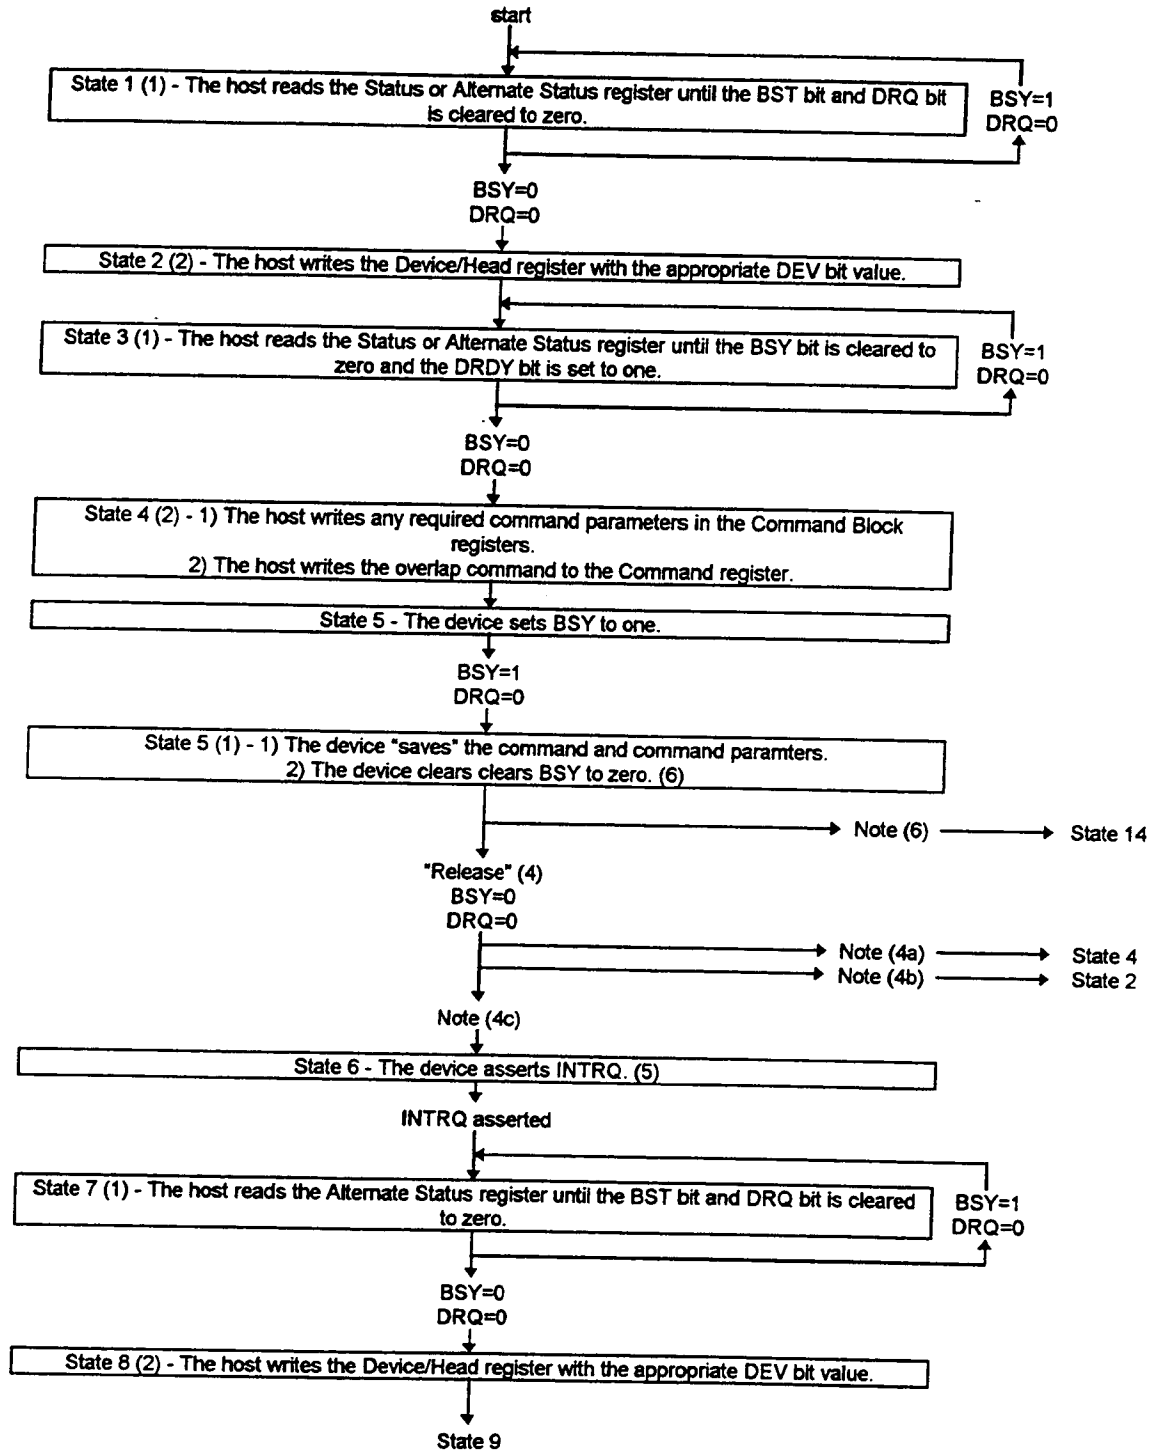 start
State 1 (1) - The host reads the Status or Alternate Status register until the BST bit and DRQ bit
is cleared to zero.
BSY=1
DRQ=0
BSY=0
DRQ=0
State 2 (2) - The host writes the Device/Head register with the appropriate DEV bit value.
State 3 (1) - The host reads the Status or Alternate Status register until the BSY bit is cleared to
zero and the DRDY bit is set to one.
BSY=1
DRQ=0
BSY=0
DRQ=0
State 4 (2) - 1) The host writes any required command parameters in the Command Block
registers.
2) The host writes the overlap command to the Command register.
State 5 - The device sets BSY to one.
BSY=1
DRQ=0
State 5 (1) - 1) The device "saves" the command and command paramters.
2) The device clears clears BSY to zero. (6)
Note (6) State 14
"Release" (4)
BSY=0
DRQ=0
Note (4a) State 4
Note (4b) State 2
Note (4c)
State 6 - The device asserts INTRQ. (5)
INTRQ asserted
State 7 (1) - The host reads the Alternate Status register until the BST bit and DRQ bit is cleared
to zero.
BSY=1
DRQ=0
BSY=0
DRQ=0
State 8 (2) - The host writes the Device/Head register with the appropriate DEV bit value.
State 9